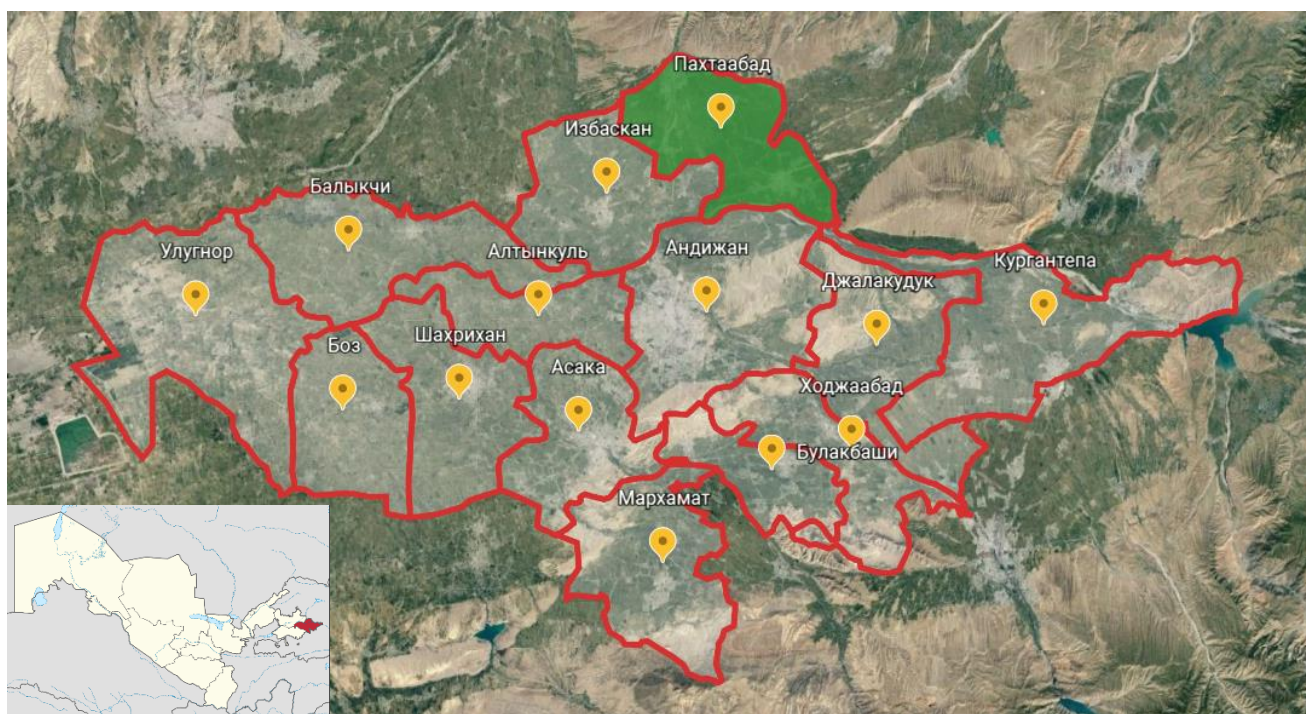 Пахтаабад
Избаскан
Балыкчи
Улугнор
Алтынкуль
Андижан
Кургантепа
Джалакудук
Шахрихан
Боз
Асака
Ходжаабад
Булакбаши
Мархамат